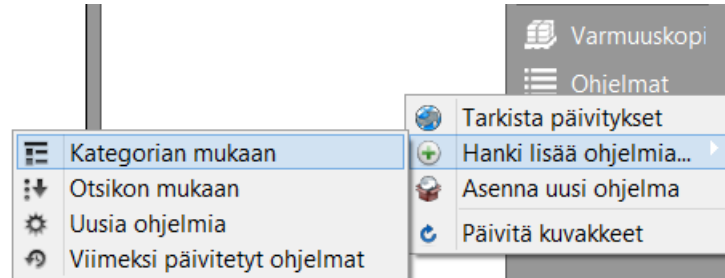 Varmuuskopi
Ohjelmat
Tarkista päivitykset
Hanki lisää ohjelmia...
Asenna uusi ohjelma
Päivitä kuvakkeet
Kategorian mukaan
Otsikon mukaan
Uusia ohjelmia
Viimeksi päivitetyt ohjelmat